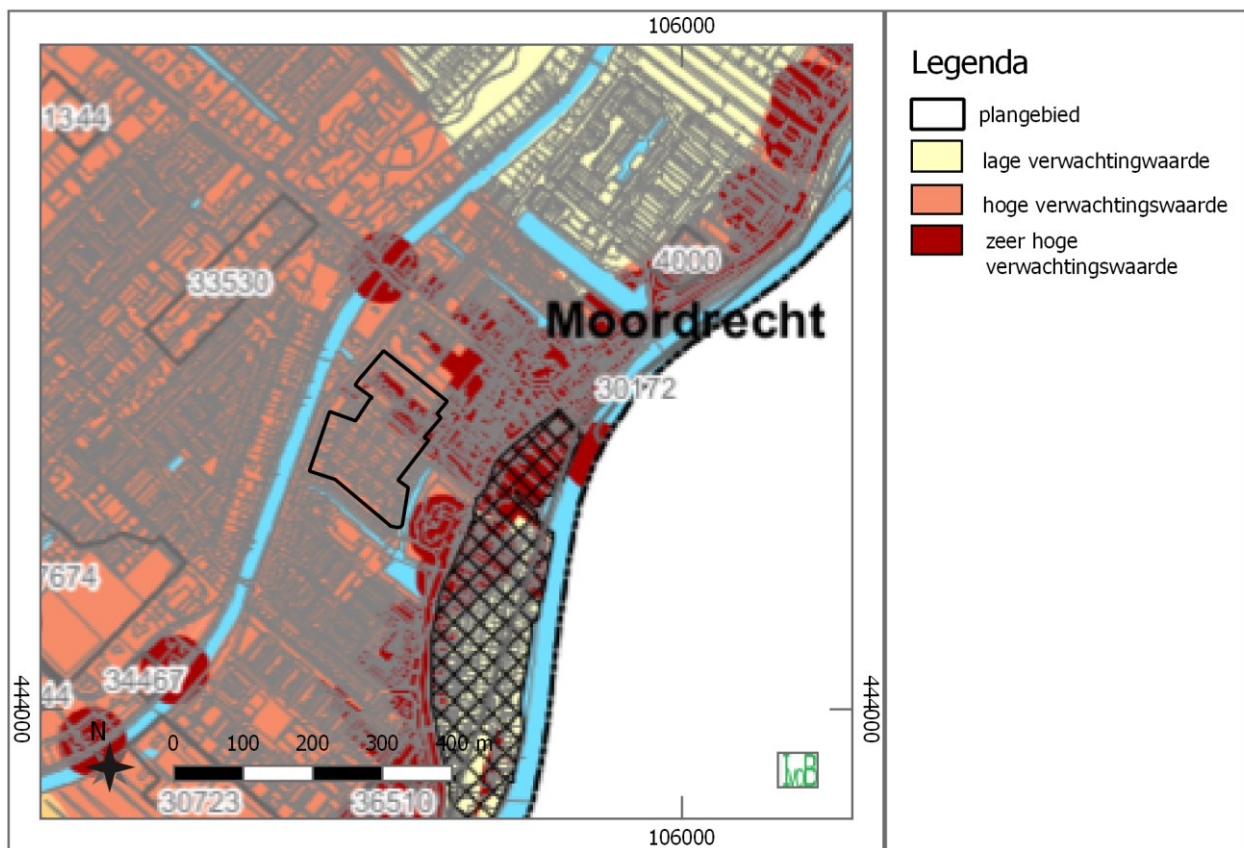 106000
Legenda
plangebied
lage verwachtingwaarde
hoge verwachtingswaarde
zeer hoge
verwachtingswaarde
1344
33530
4000
Moordrecht
30172
7674
34467
44
444000
444000
N
0 100 200 300 400 m
30723
36510
IvoB
106000